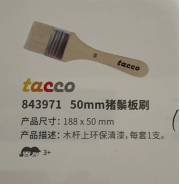 tacco
843971 50mm猪鬃板刷
产品尺寸：188 x 50 mm
产品描述：木杆上环保清漆，每套1支。
3+